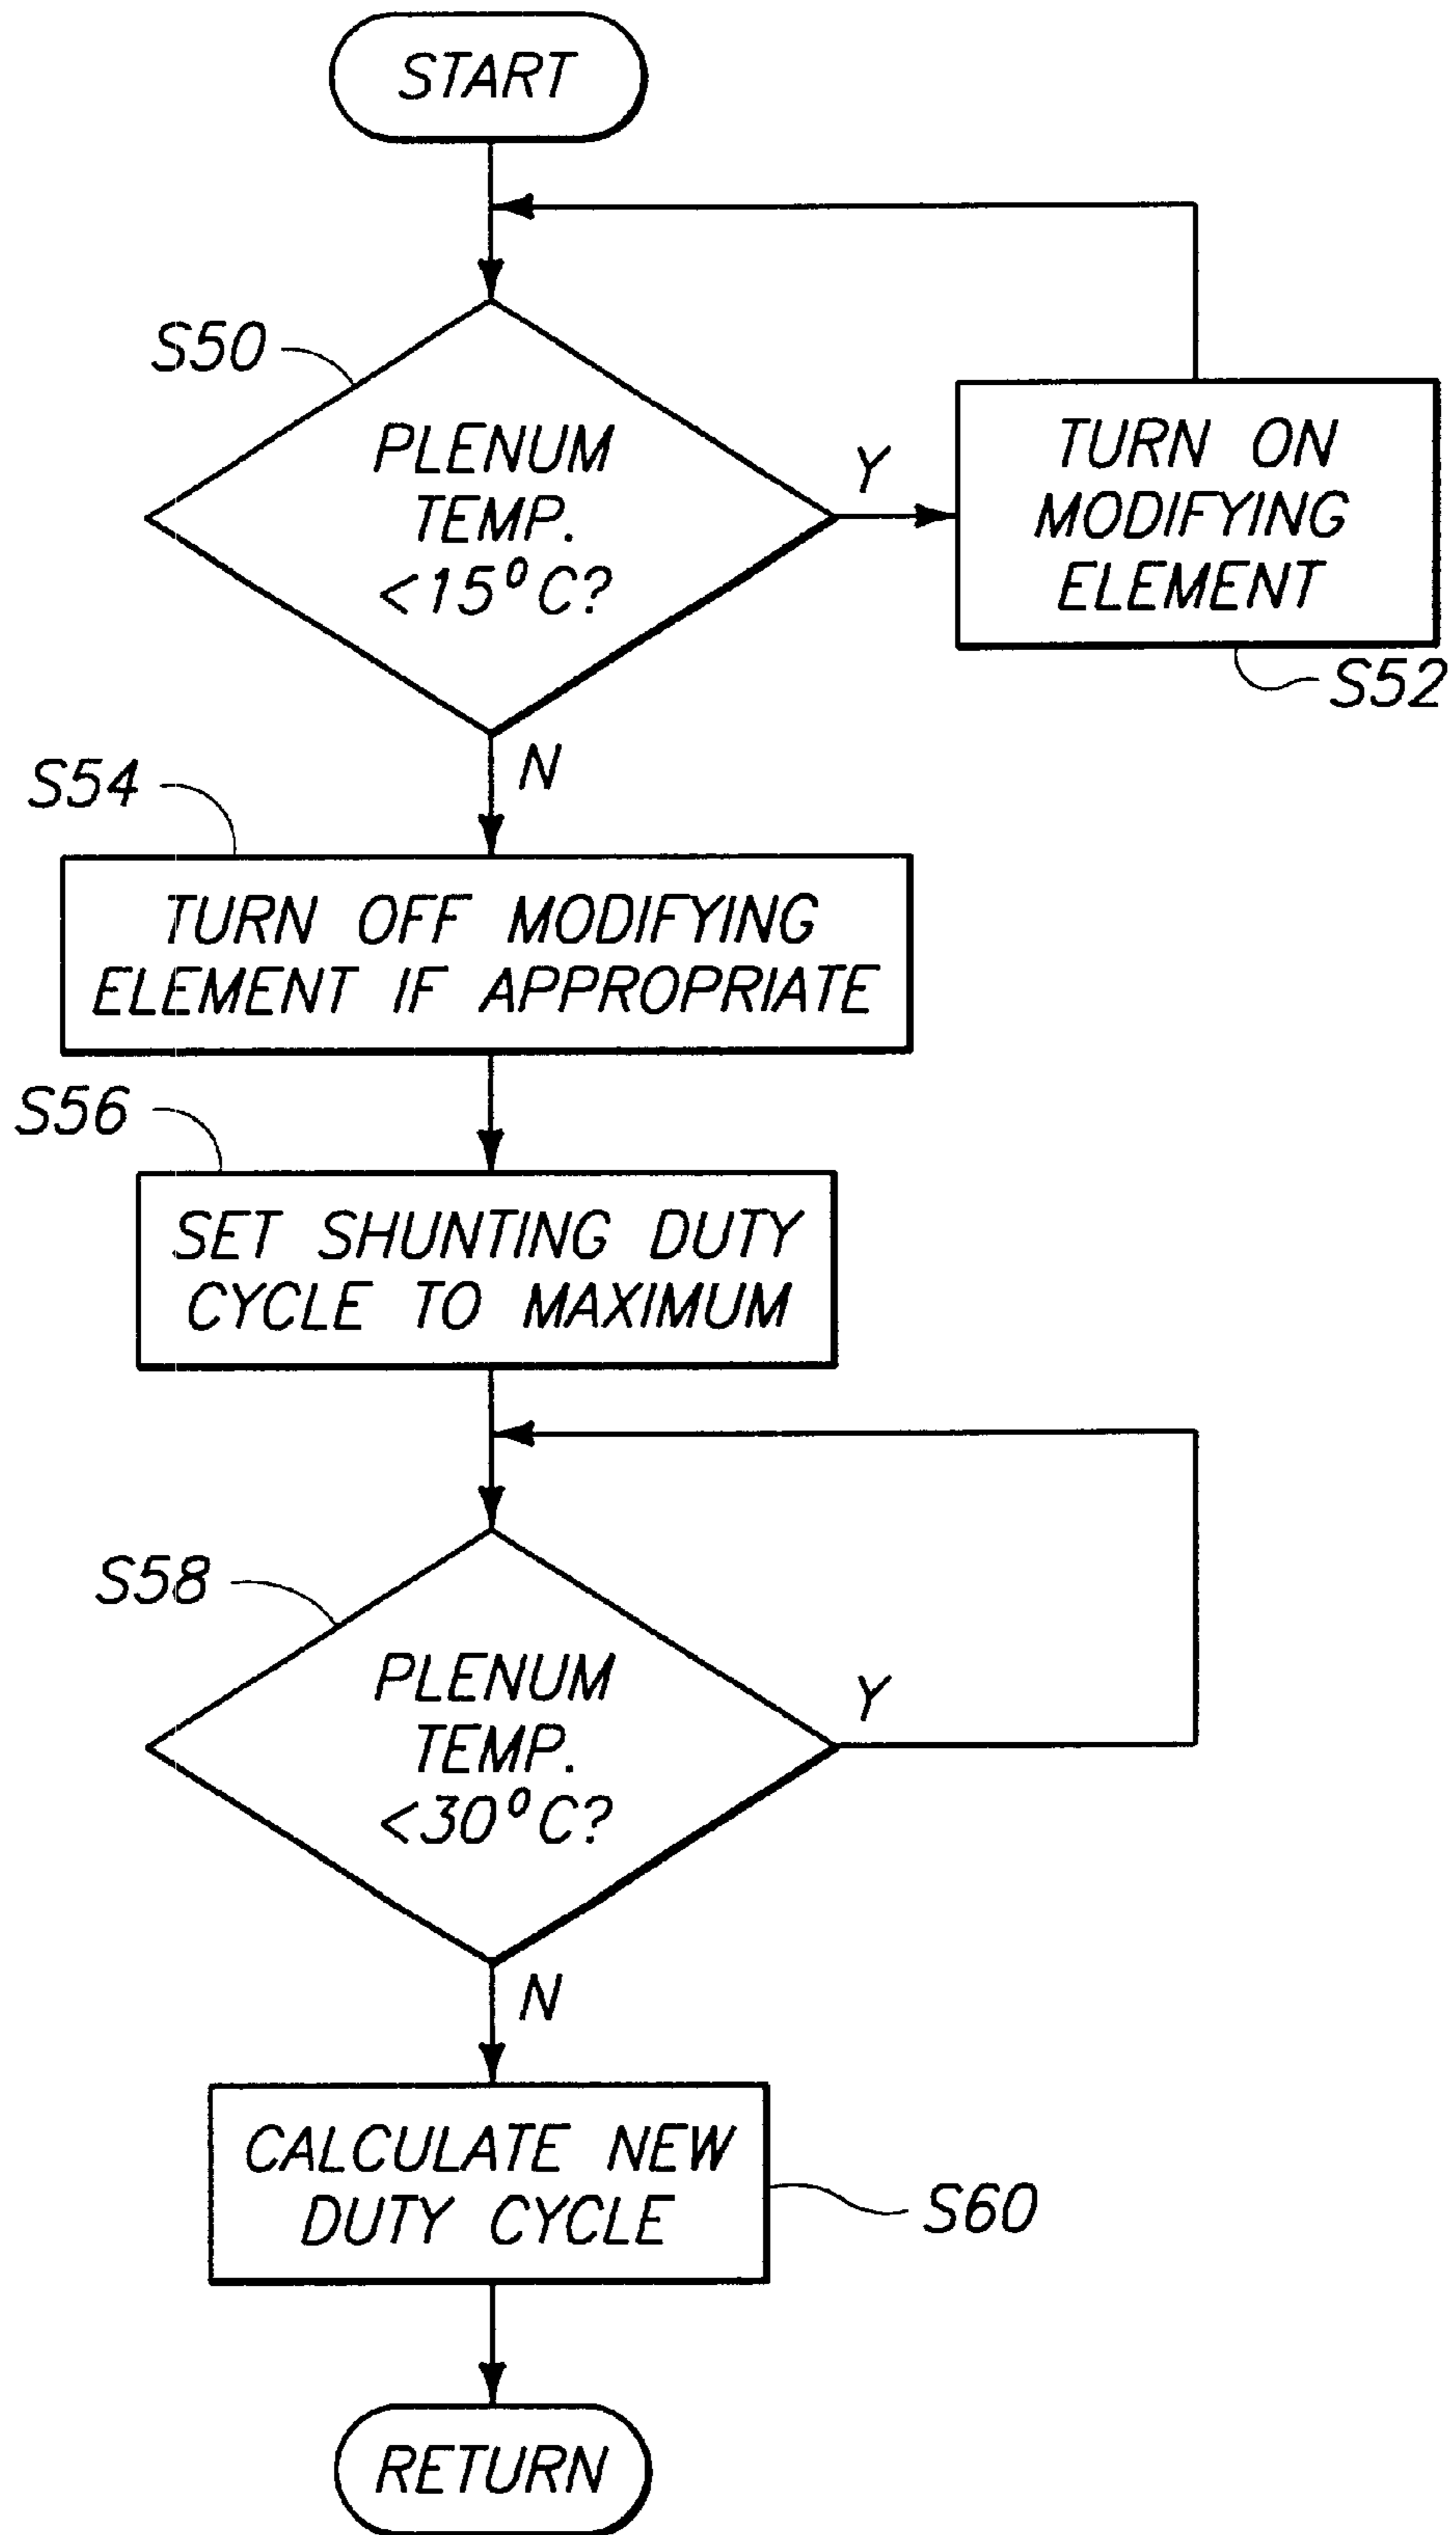 START
S50
PLENUM
TEMP.
<15°C?
Y
TURN ON
MODIFYING
ELEMENT
S52
N
S54
TURN OFF MODIFYING
ELEMENT IF APPROPRIATE
S56
SET SHUNTING DUTY
CYCLE TO MAXIMUM
S58
PLENUM
TEMP.
<30°C?
Y
N
CALCULATE NEW
DUTY CYCLE
S60
RETURN